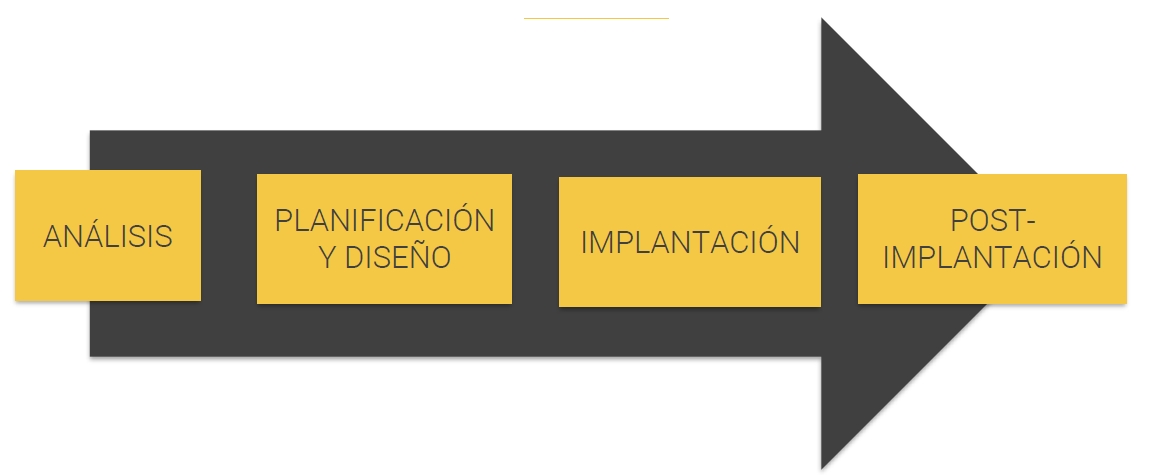 ANÁLISIS
PLANIFICACIÓN
Y DISEÑO
IMPLANTACIÓN
POST-
IMPLANTACIÓN